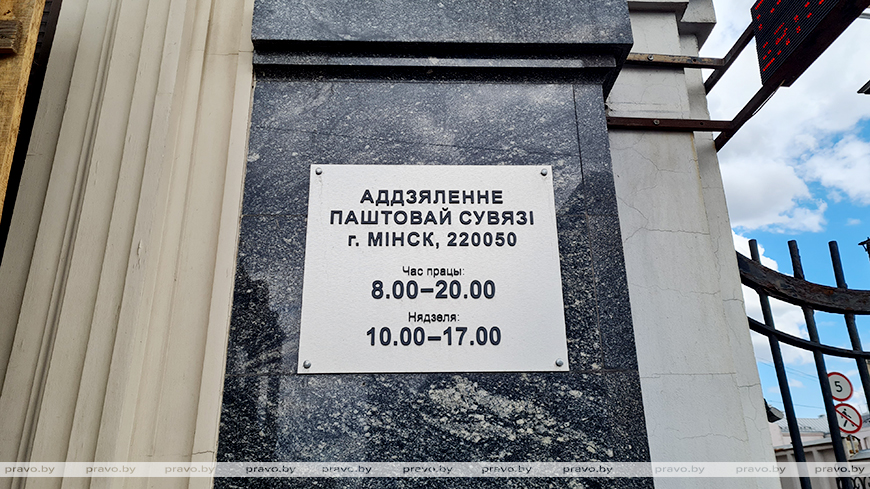 АДДЗЯЛЕННЕ
ПАШТОВАЙ СУВЯЗІ
г. МІНСК, 220050
Час працы:
8.00–20.00
Нядзеля:
10.00–17.00
5
pravo.by pravo.by pravo.by pravo.by pravo.by pravo.by pravo.by pravo.by pravo.by pravo.by pravo.by